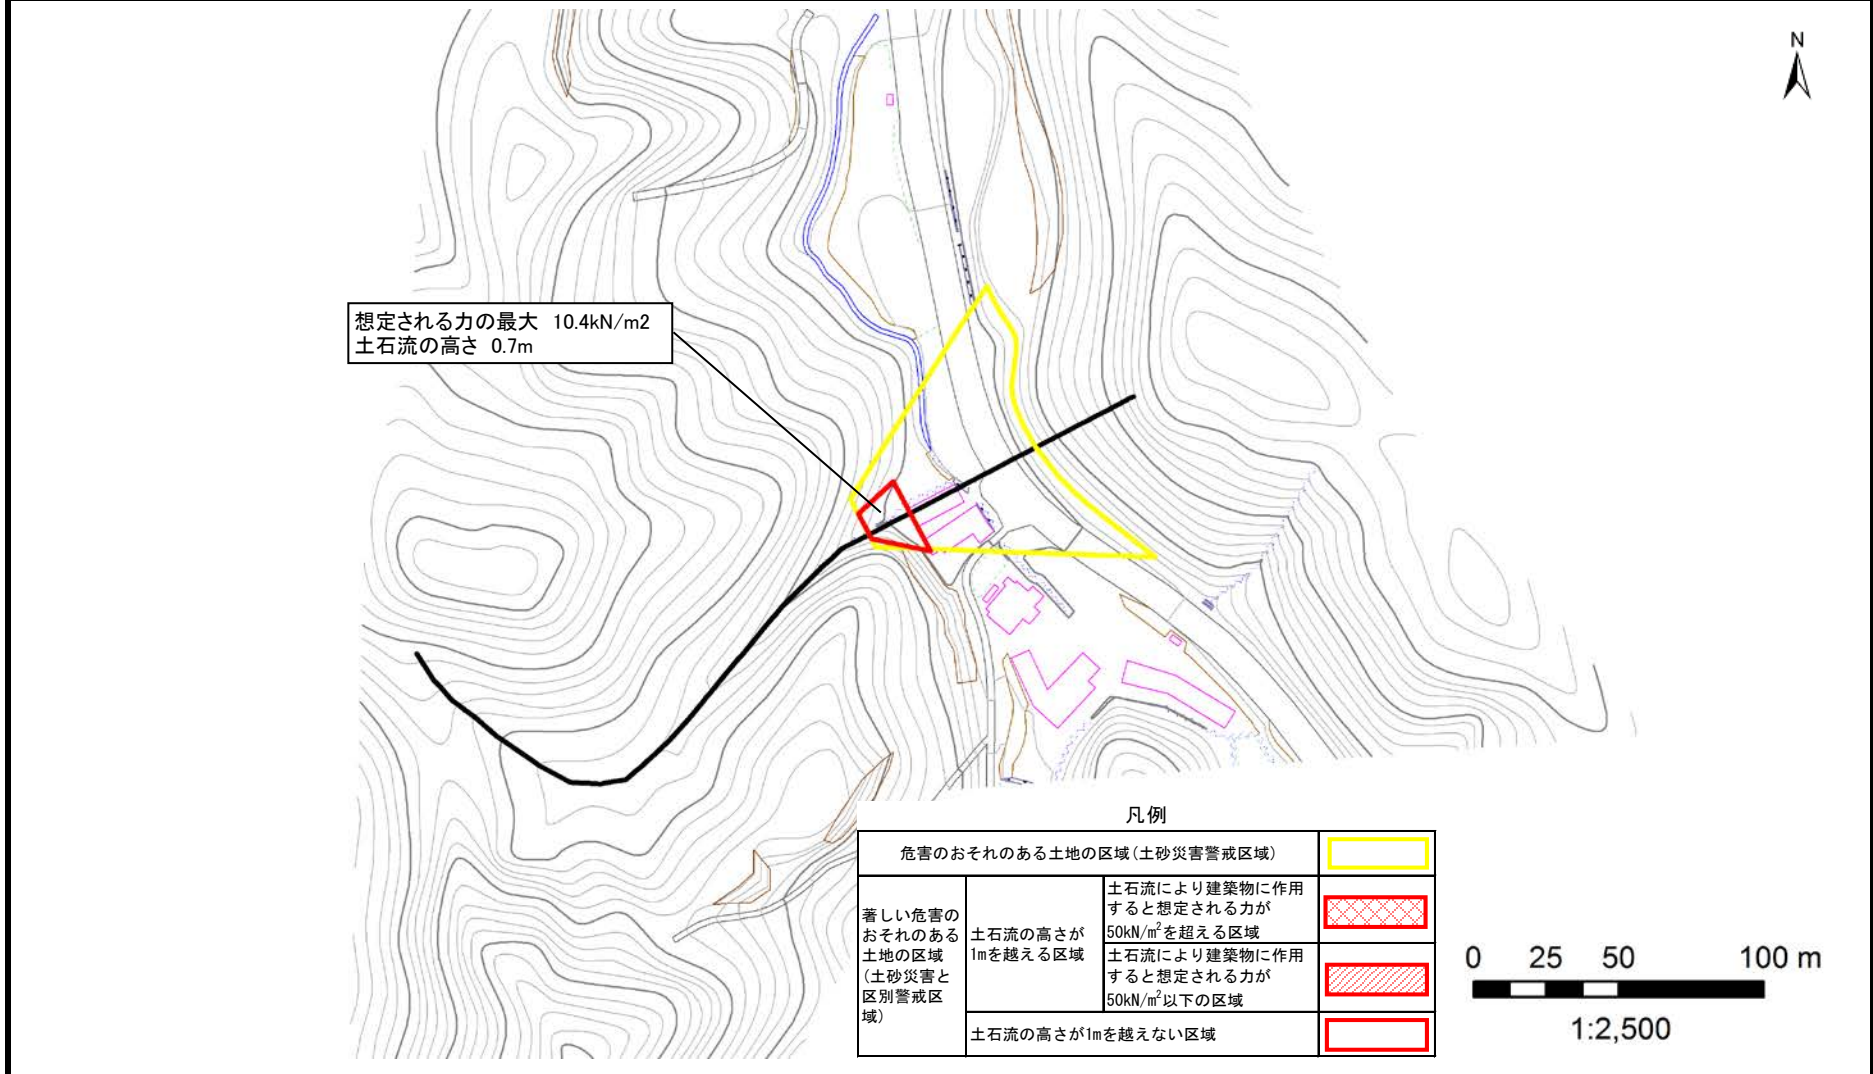 N
想定される力の最大 10.4kN/m2
土石流の高さ 0.7m
凡例
危害のおそれのある土地の区域(土砂災害警戒区域)
著しい危害の
おそれのある
土地の区域
(土砂災害と
区別警戒区
域)
土石流の高さが
1mを越える区域
土石流により建築物に作用
すると想定される力が
50kN/m²を超える区域
土石流により建築物に作用
すると想定される力が
50kN/m²以下の区域
土石流の高さが1mを越えない区域
0 25 50 100 m
1:2,500